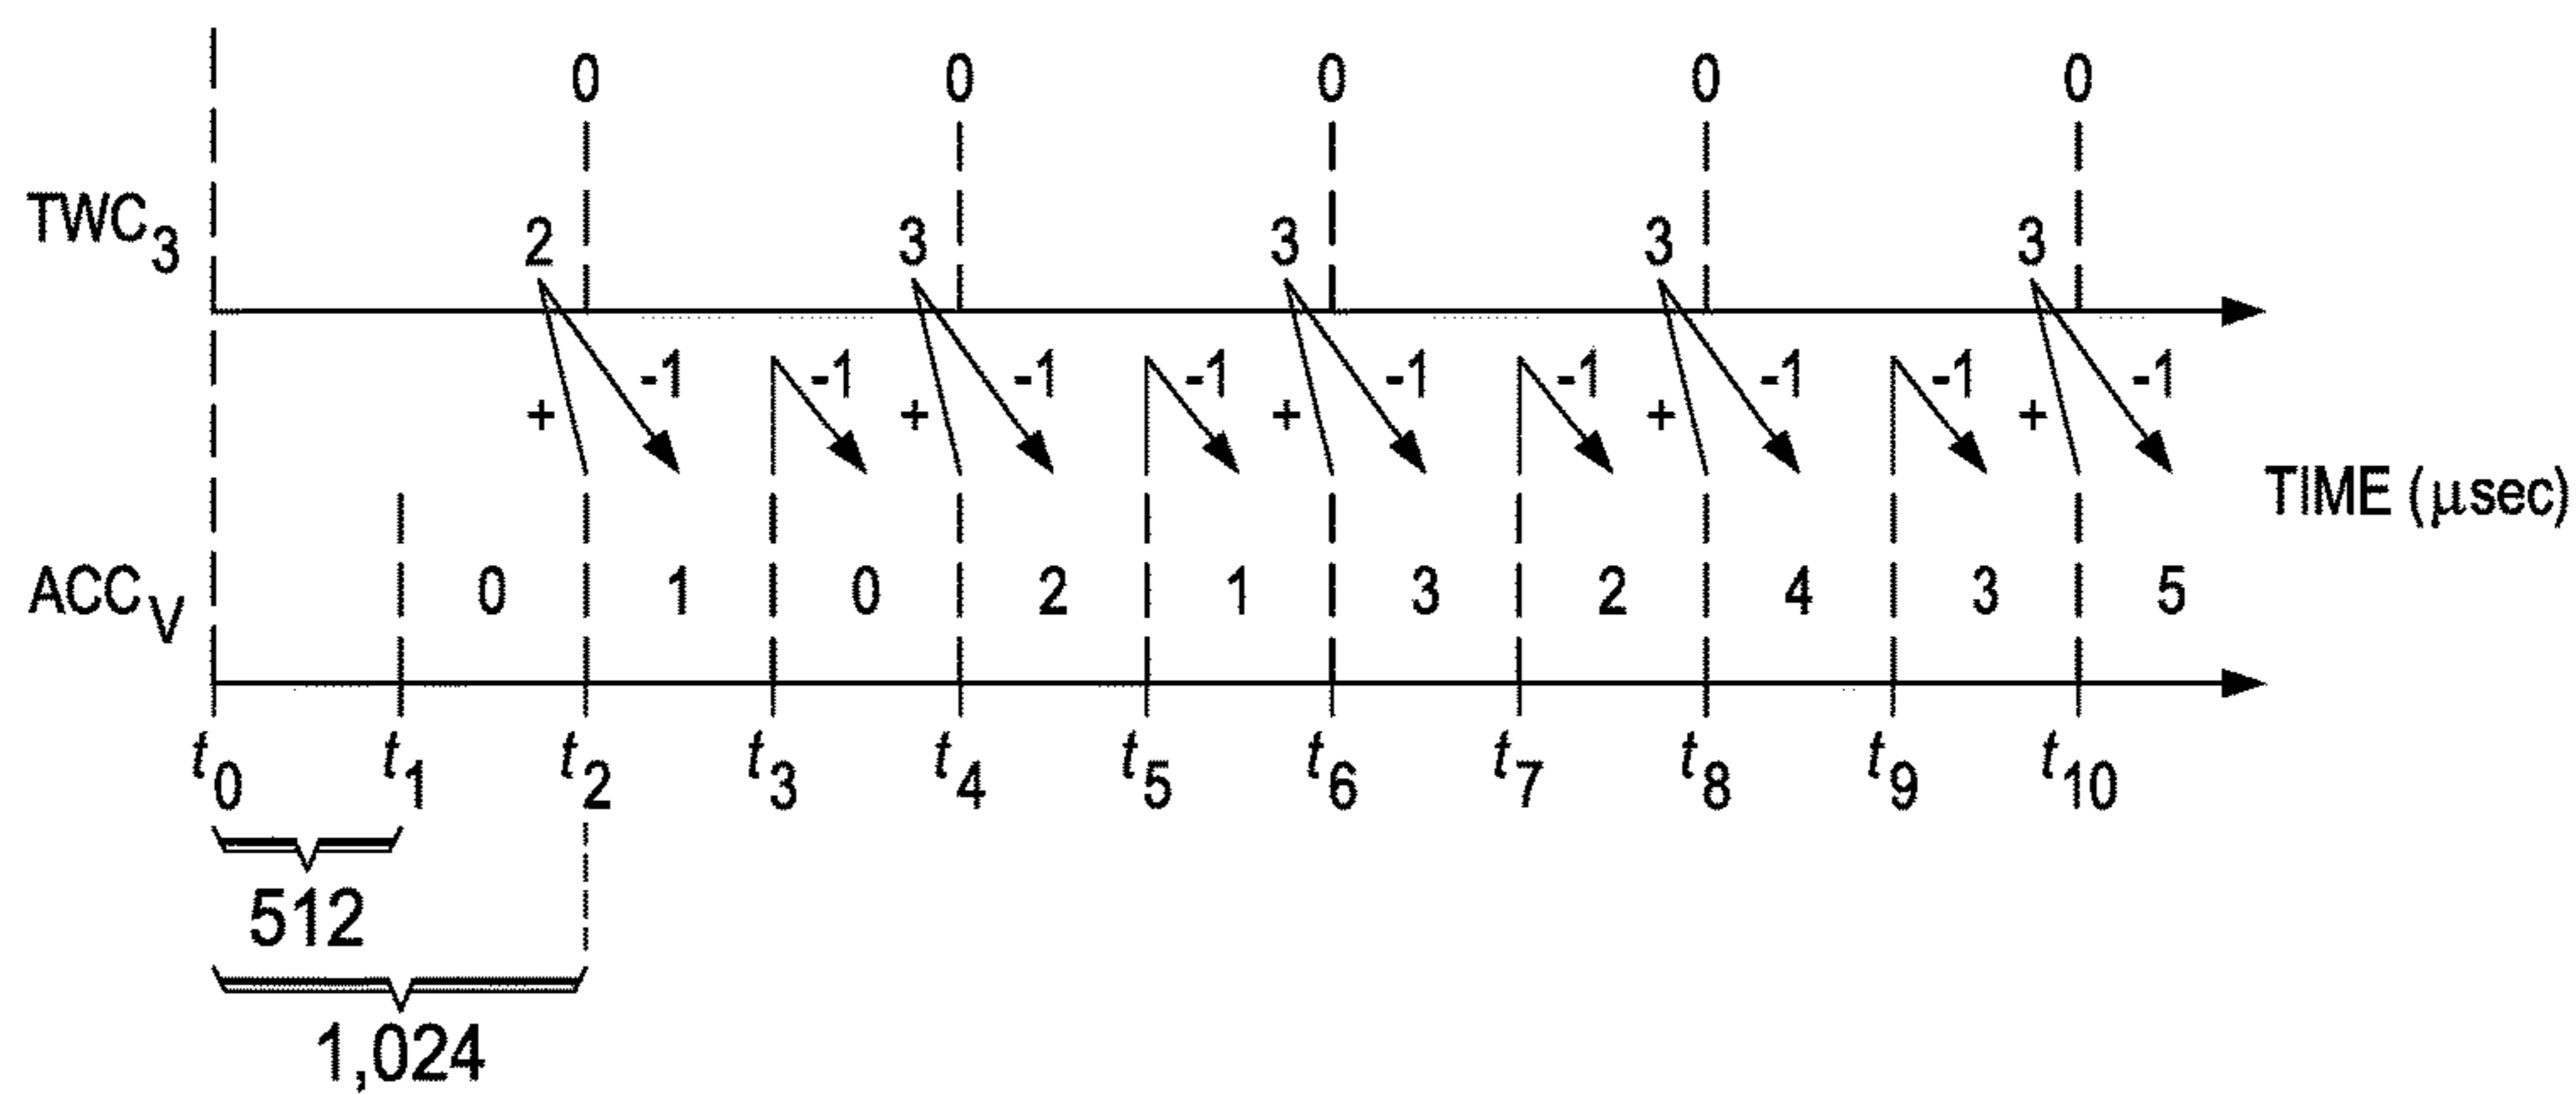 0 0 0 0 0
TWC3 2 3 3 3 3
-1 -1 -1 -1 -1 -1 -1 -1 -1
+ + + + +
TIME (μsec)
ACCV 0 1 0 2 1 3 2 4 3 5
t0 t1 t2 t3 t4 t5 t6 t7 t8 t9 t10
512
1,024